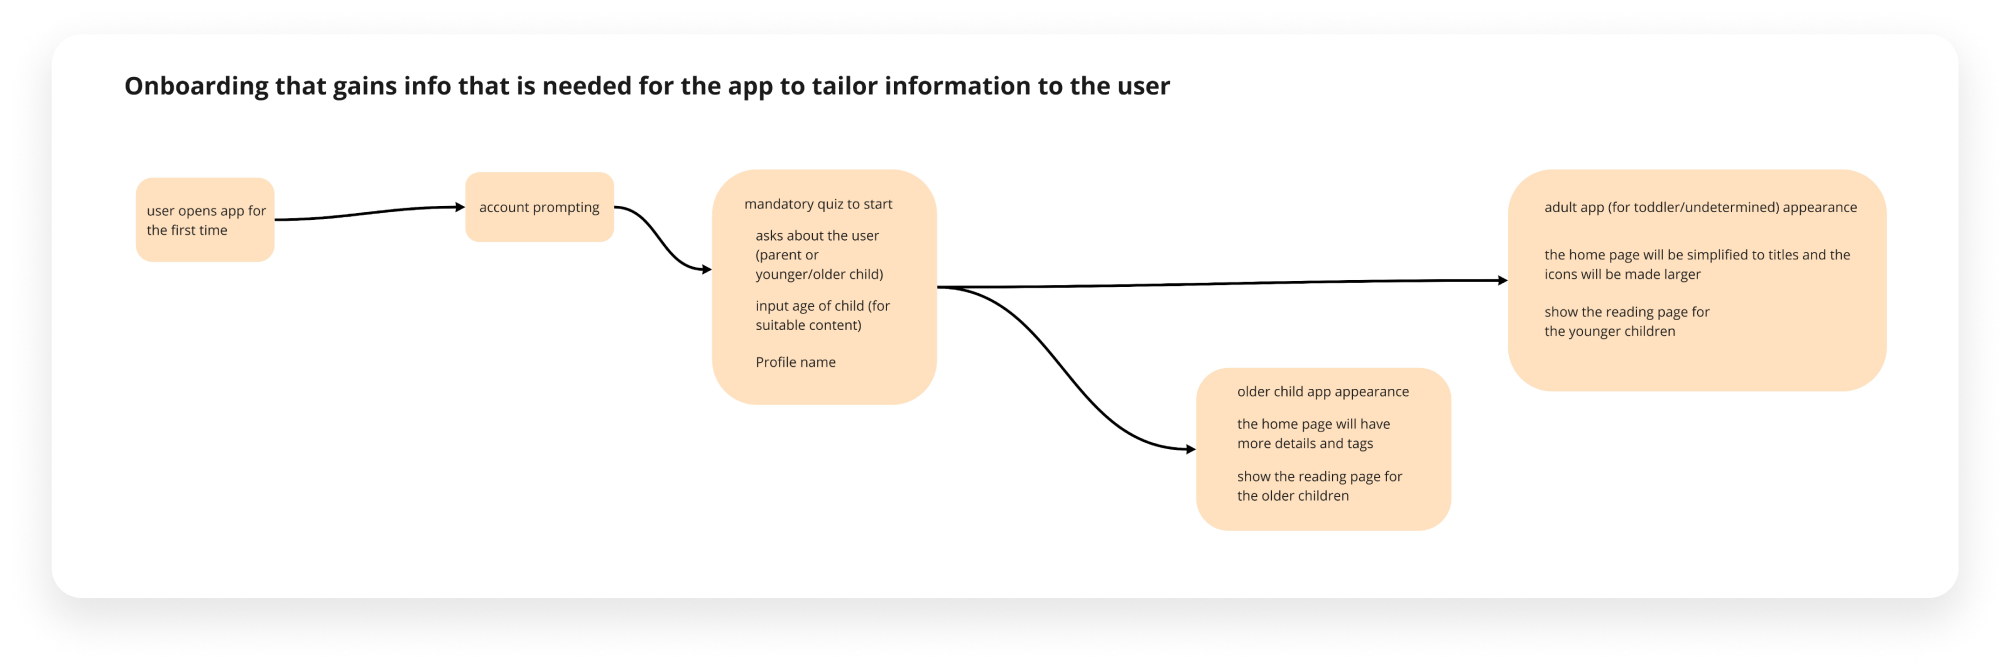 Onboarding that gains info that is needed for the app to tailor information to the user
user opens app for
the first time
account prompting
mandatory quiz to start
asks about the user
(parent or
younger/older child)
input age of child (for
suitable content)
Profile name
adult app (for toddler/undetermined) appearance
the home page will be simplified to titles and the
icons will be made larger
show the reading page for
the younger children
older child app appearance
the home page will have
more details and tags
show the reading page for
the older children